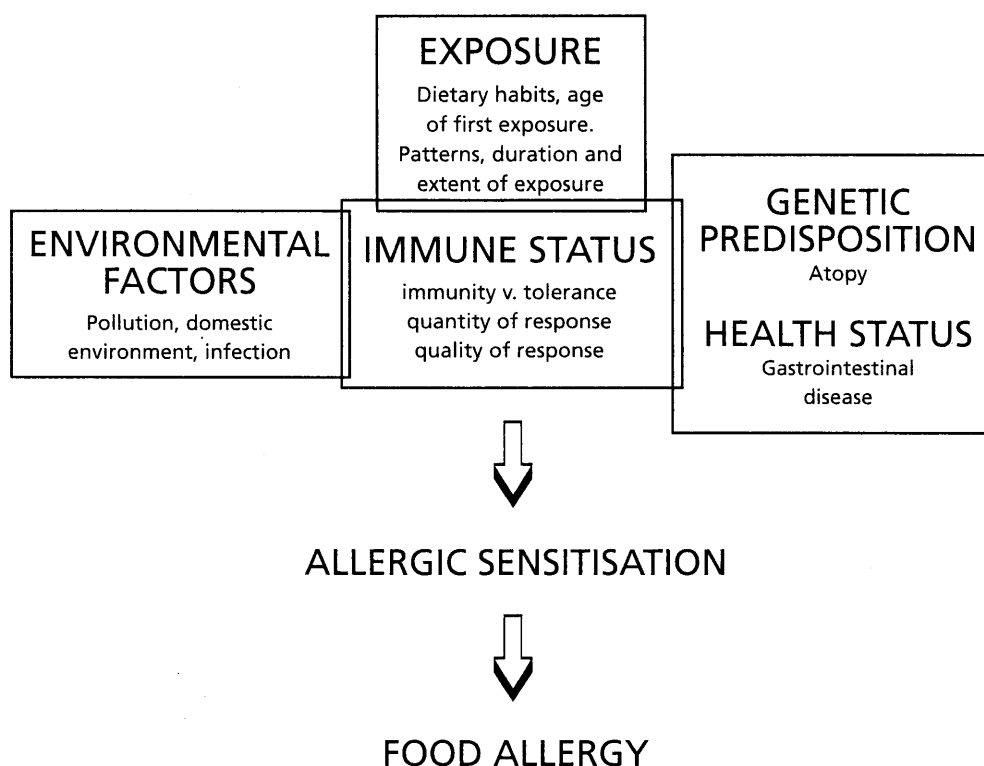 EXPOSURE
Dietary habits, age
of first exposure.
Patterns, duration and
extent of exposure
ENVIRONMENTAL
FACTORS
Pollution, domestic
environment, infection
IMMUNE STATUS
immunity v. tolerance
quantity of response
quality of response
GENETIC
PREDISPOSITION
Atopy
HEALTH STATUS
Gastrointestinal
disease
ALLERGIC SENSITISATION
FOOD ALLERGY